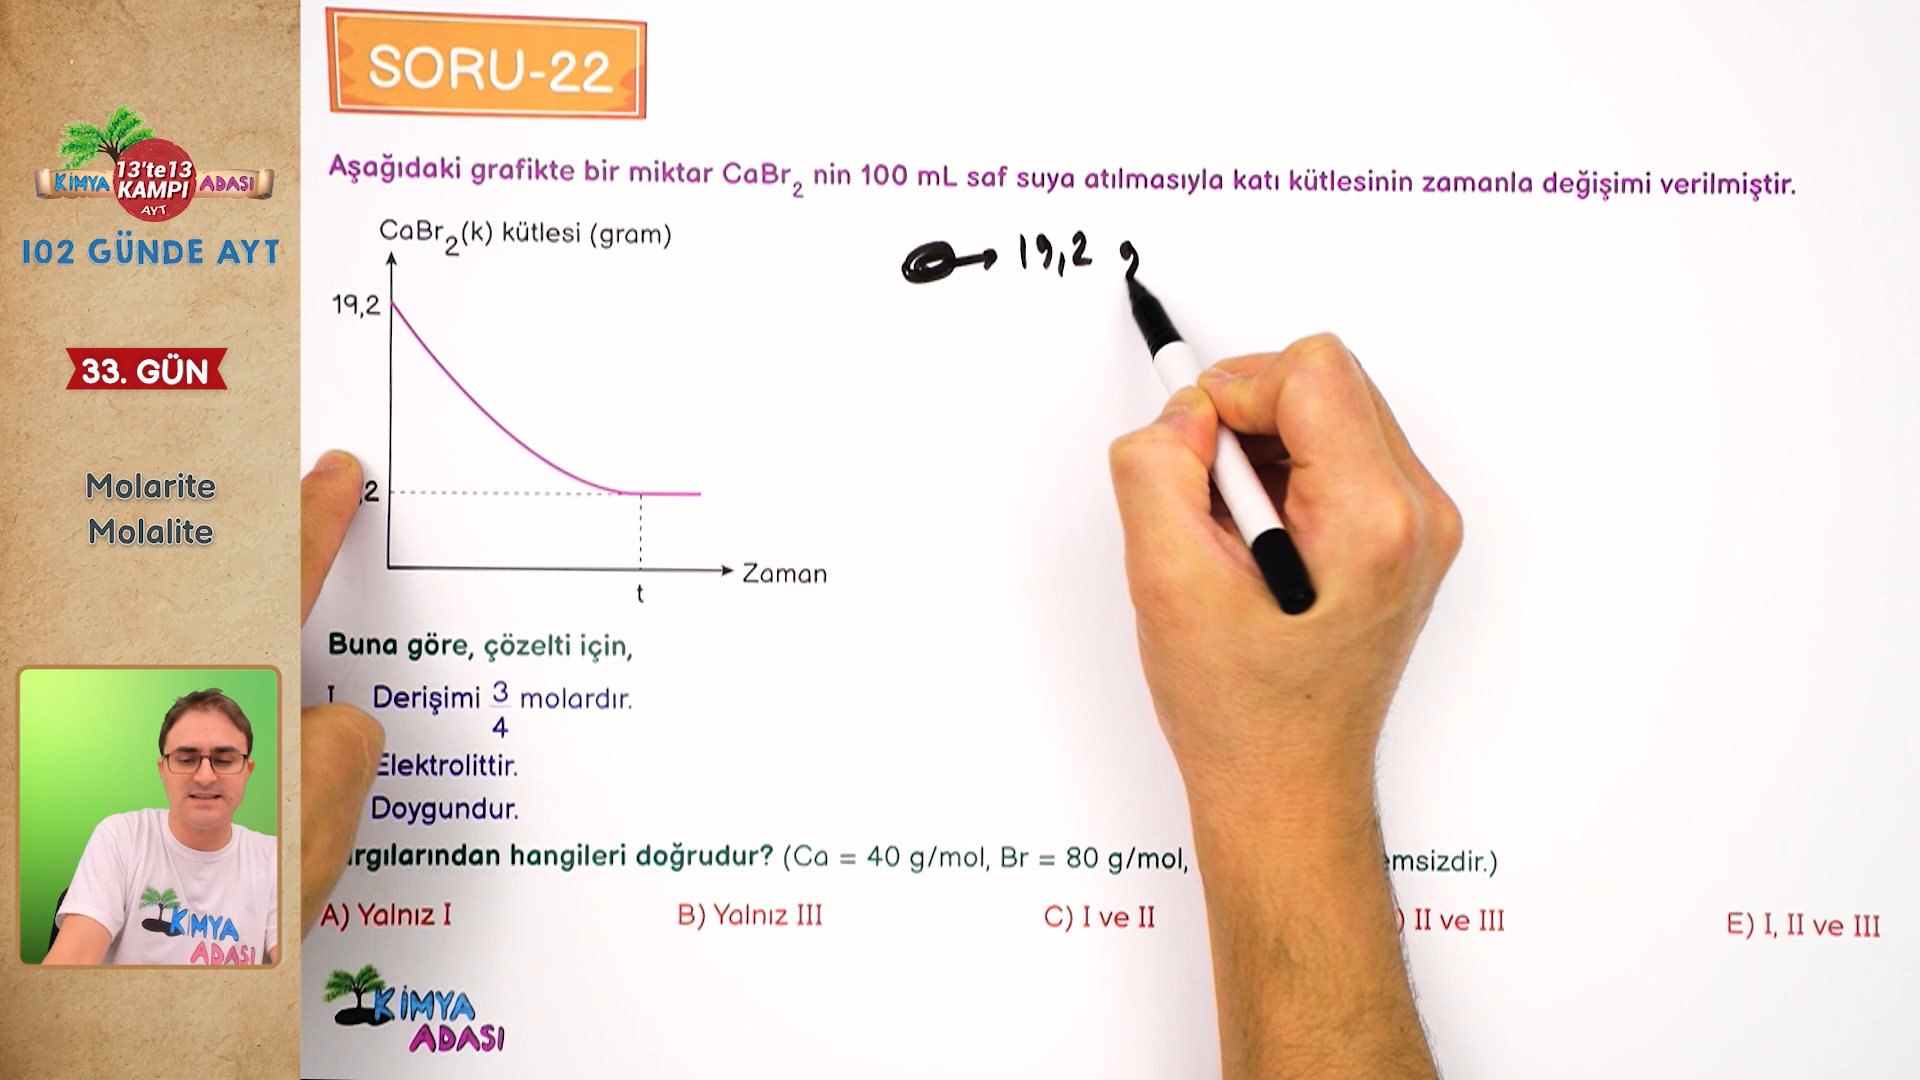 13'te13
KİMYA KAMPI ADASI
AYT
102 GÜNDE AYT
33. GÜN
Molarite
Molalite
KİMYA
ADASI
SORU-22
Aşağıdaki grafikte bir miktar CaBr2 nin 100 mL saf suya atılmasıyla katı kütlesinin zamanla değişimi verilmiştir.
CaBr2(k) kütlesi (gram)
19,2
,2
Zaman
t
19,2 g
Buna göre, çözelti için,
I Derişimi 3/4 molardır.
Elektrolittir.
Doygundur.
hangileri doğrudur? (Ca = 40 g/mol, Br = 80 g/mol,
A) Yalnız I B) Yalnız III C) I ve II ) II ve III E) I, II ve III
KİMYA
ADASI